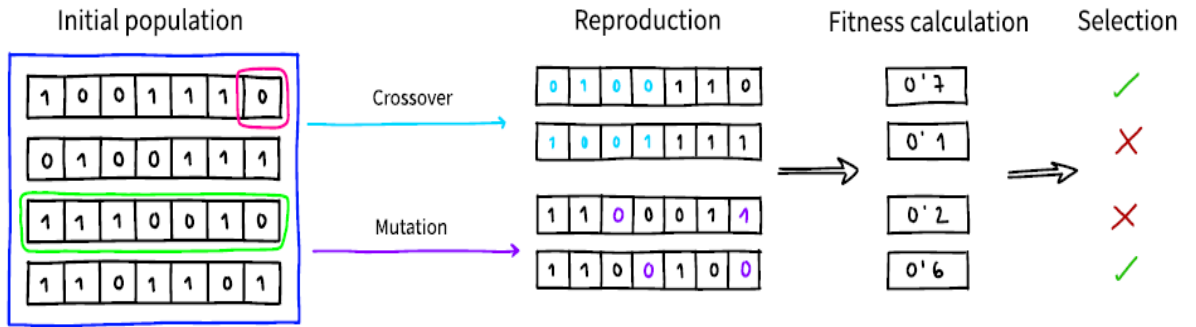 Initial population Reproduction Fitness calculation Selection
1 0 0 1 1 1 0
0 1 0 0 1 1 1
1 1 1 0 0 1 0
1 1 0 1 1 0 1
Crossover
Mutation
0 1 0 0 1 1 0
1 0 0 1 1 1 1
1 1 0 0 0 1 1
1 1 0 0 1 0 0
0'7
0'1
0'2
0'6